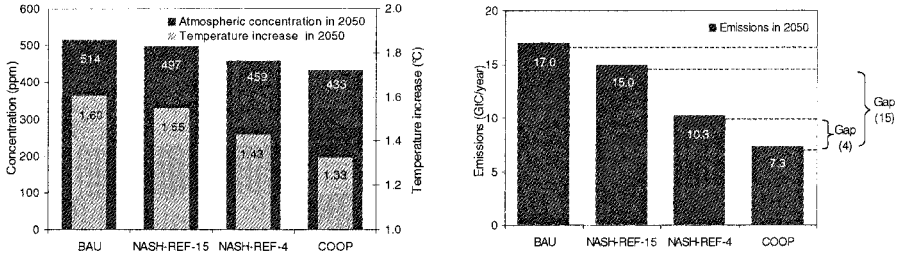 600
500
400
300
200
100
0
Concentration (ppm)
Atmospheric concentration in 2050
Temperature increase in 2050
514
497
459
433
1.60
1.55
1.43
1.33
2.0
1.8
1.6
1.4
1.2
1.0
Temperature increase (°C)
BAU
NASH-REF-15
NASH-REF-4
COOP
20
15
10
5
0
Emissions (GtC/year)
Emissions in 2050
17.0
15.0
10.3
7.3
Gap
(4)
Gap
(15)
BAU
NASH-REF-15
NASH-REF-4
COOP